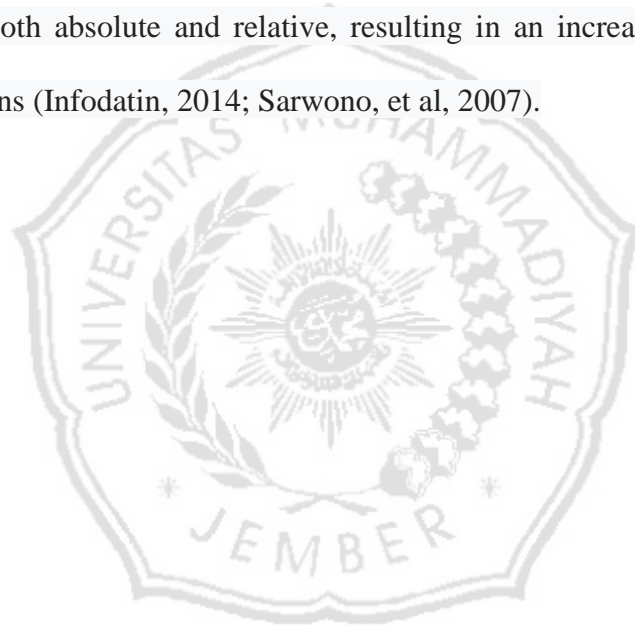 oth absolute and relative, resulting in an increa
ns (Infodatin, 2014; Sarwono, et al, 2007).
UNIVERSITAS MUHAMMADIYAH
JEMBER